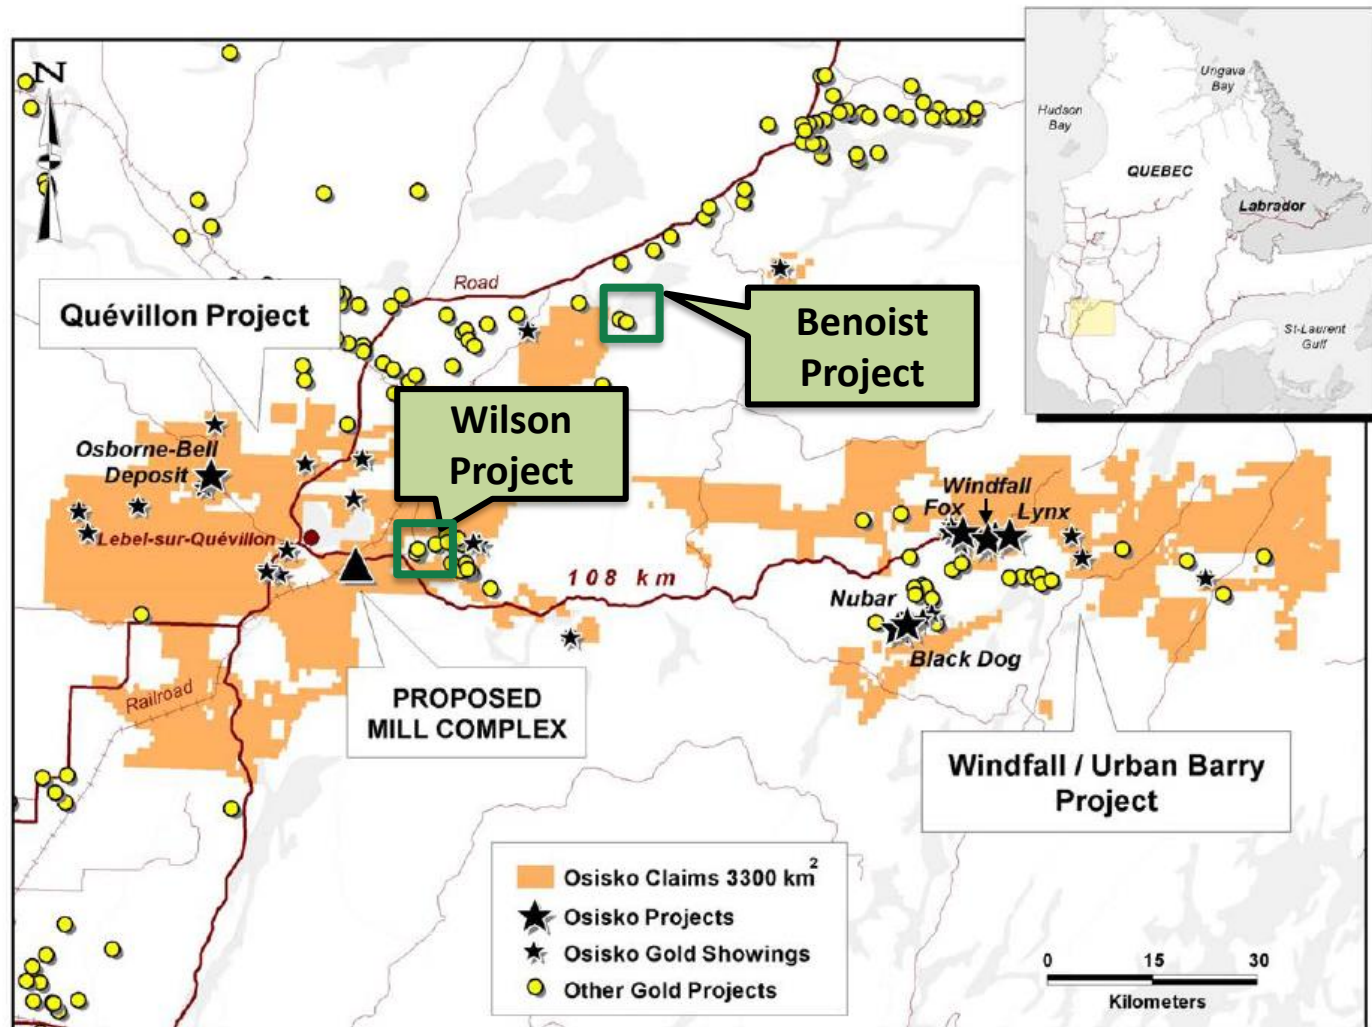 N
Hudson
Bay
Ungava
Bay
QUEBEC
Labrador
St-Laurent
Gulf
Road
Quévillon Project
Benoist
Project
Wilson
Project
Osborne-Bell
Deposit
Windfall
Fox
Lynx
Lebel-sur-Quévillon
108 km
Nubar
Black Dog
Railroad
PROPOSED
MILL COMPLEX
Windfall / Urban Barry
Project
Osisko Claims 3300 km²
Osisko Projects
Osisko Gold Showings
Other Gold Projects
0 15 30
Kilometers